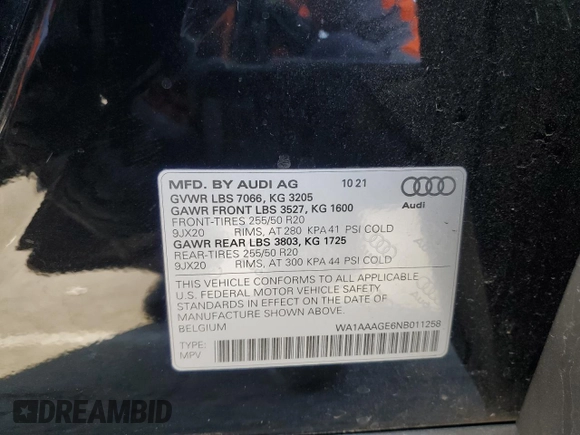 MFD. BY AUDI AG 10 21
GVWR LBS 7066, KG 3205
GAWR FRONT LBS 3527, KG 1600
Audi
FRONT-TIRES 255/50 R20
9JX20 RIMS, AT 280 KPA 41 PSI COLD
GAWR REAR LBS 3803, KG 1725
REAR-TIRES 255/50 R20
9JX20 RIMS, AT 300 KPA 44 PSI COLD
THIS VEHICLE CONFORMS TO ALL APPLICABLE
U.S. FEDERAL MOTOR VEHICLE SAFETY
STANDARDS IN EFFECT ON THE DATE OF
MANUFACTURE SHOWN ABOVE.
BELGIUM WA1AAAGE6NB011258
TYPE:
MPV
DREAMBID